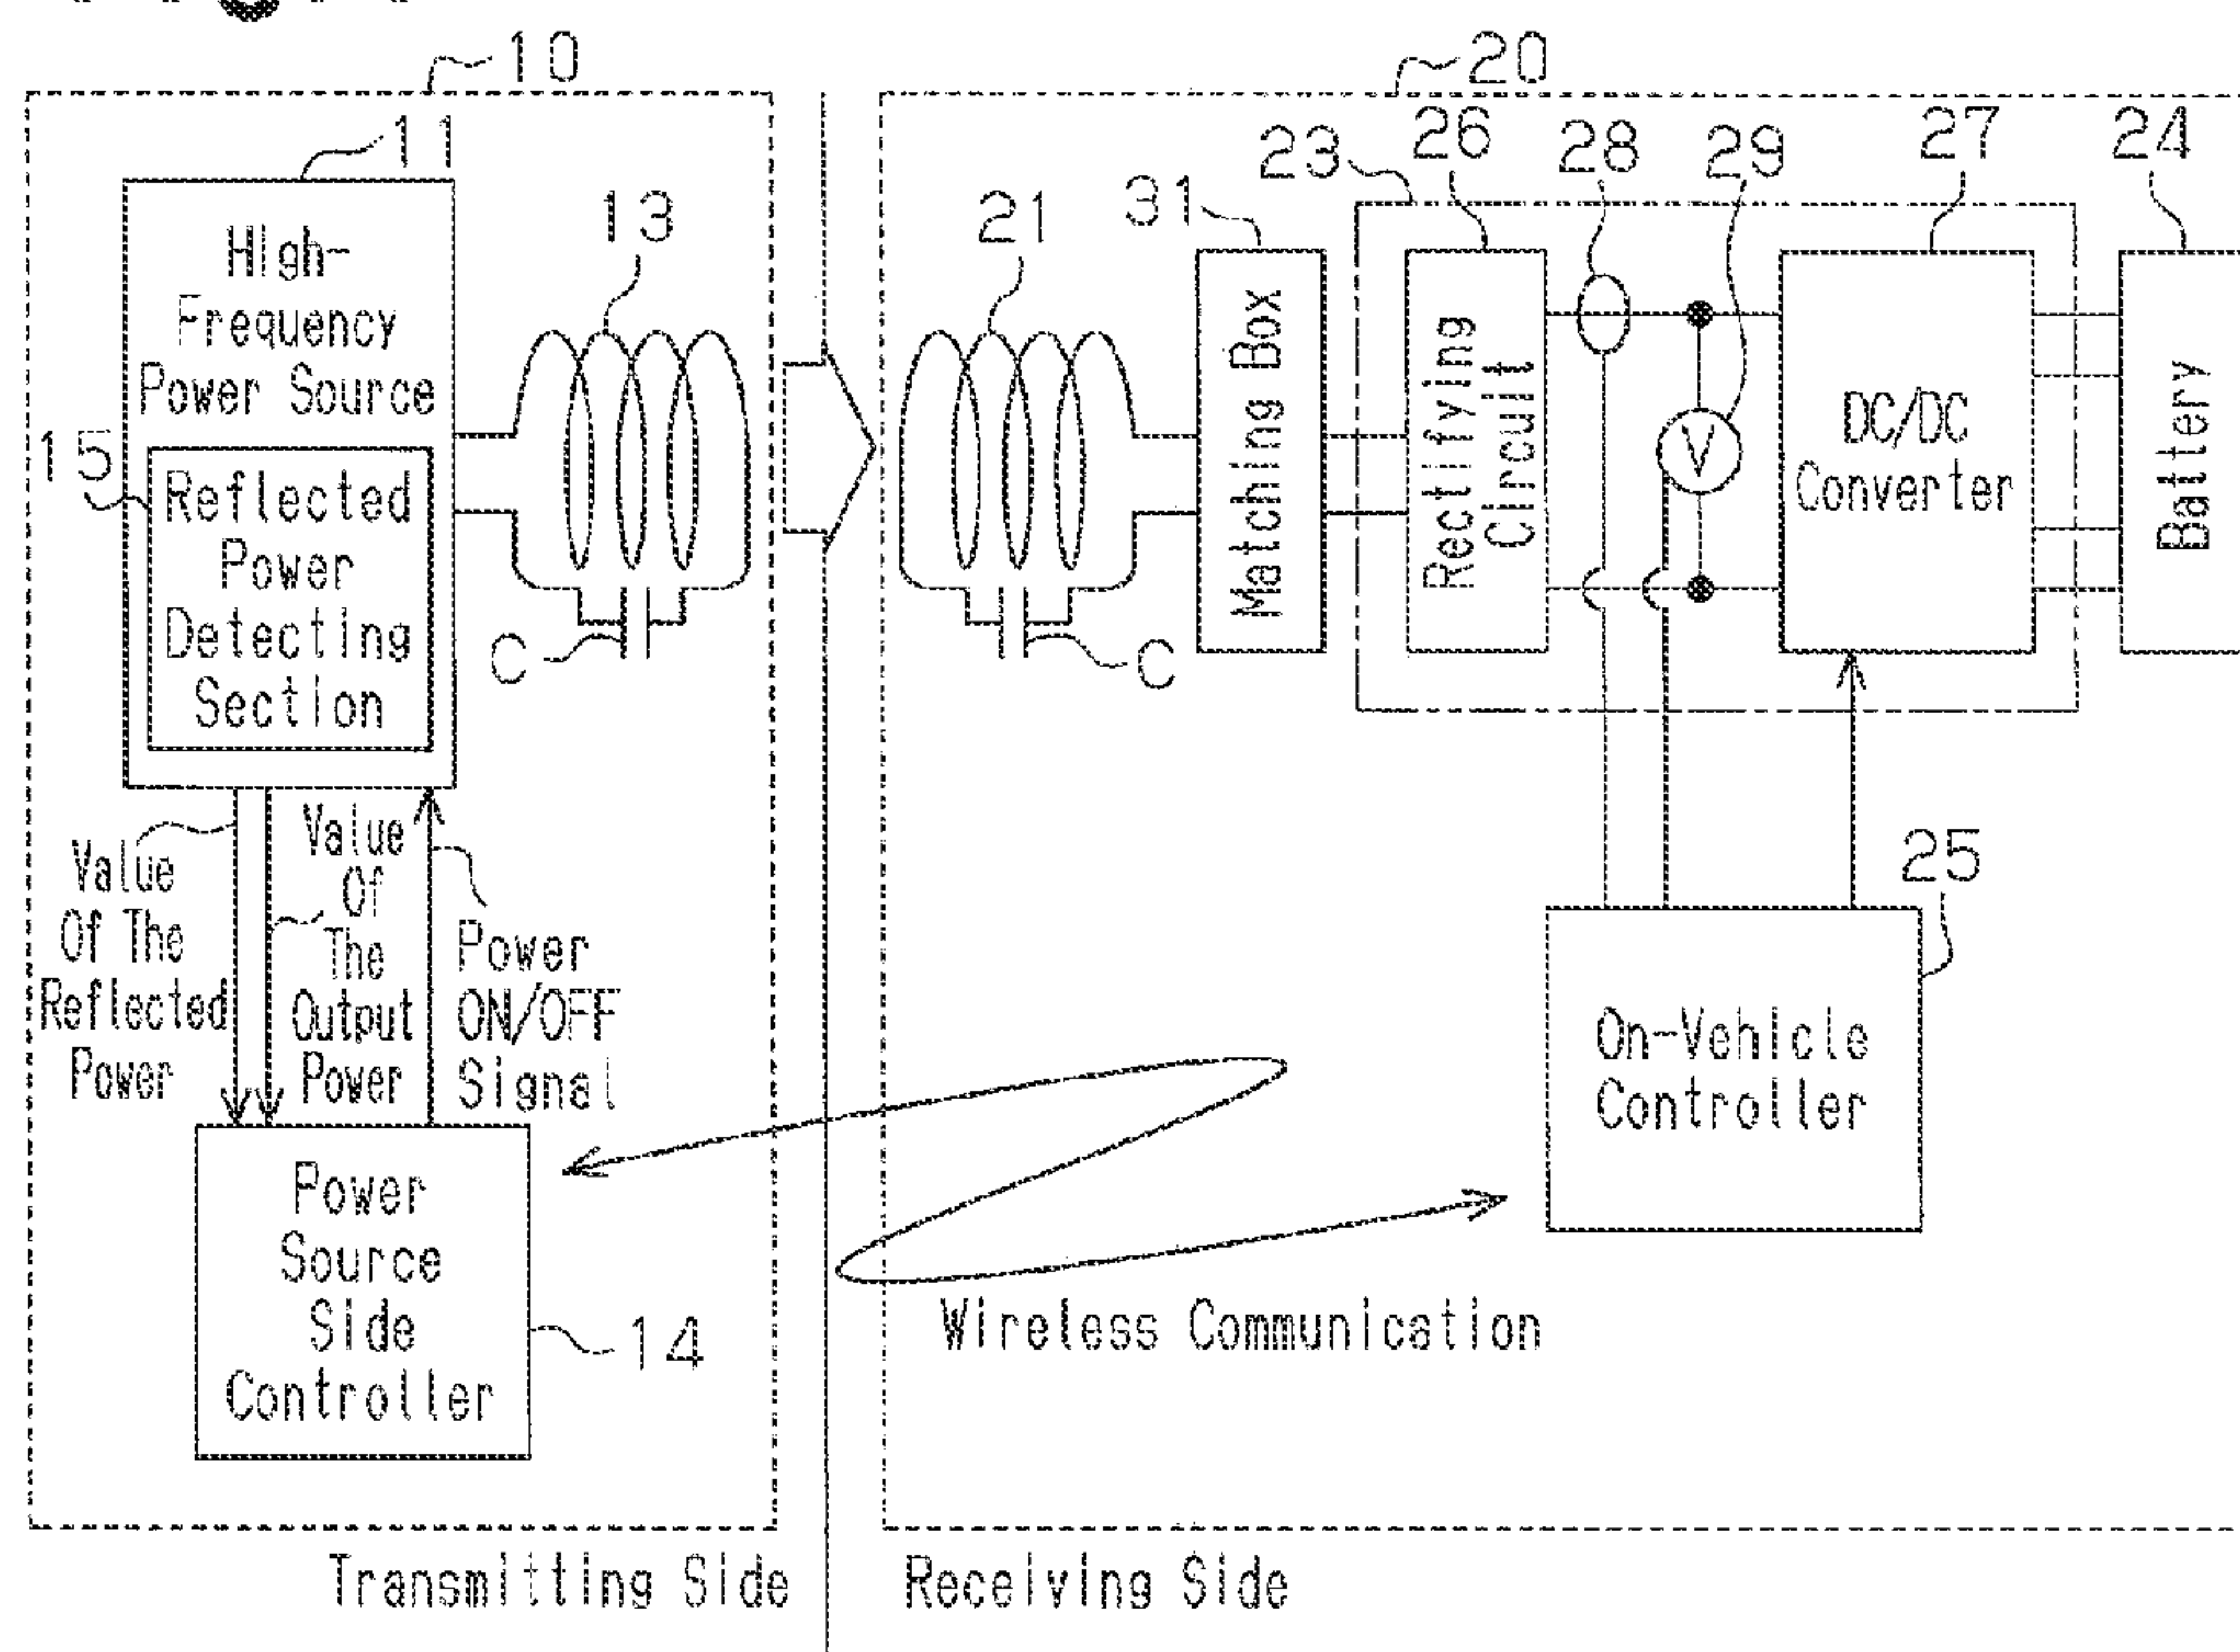 10
20
11
13
21
31
23
26
28
29
27
24
High-
Frequency
Power Source
15
Reflected
Power
Detecting
Section
C
C
Matching Box
Rectifying
Circuit
V
DC/DC
Converter
Battery
Value
Of The
Reflected
Power
Value
Of
The
Output
Power
Power
ON/OFF
Signal
25
On-Vehicle
Controller
Power
Source
Side
Controller
14
Wireless Communication
Transmitting Side
Receiving Side